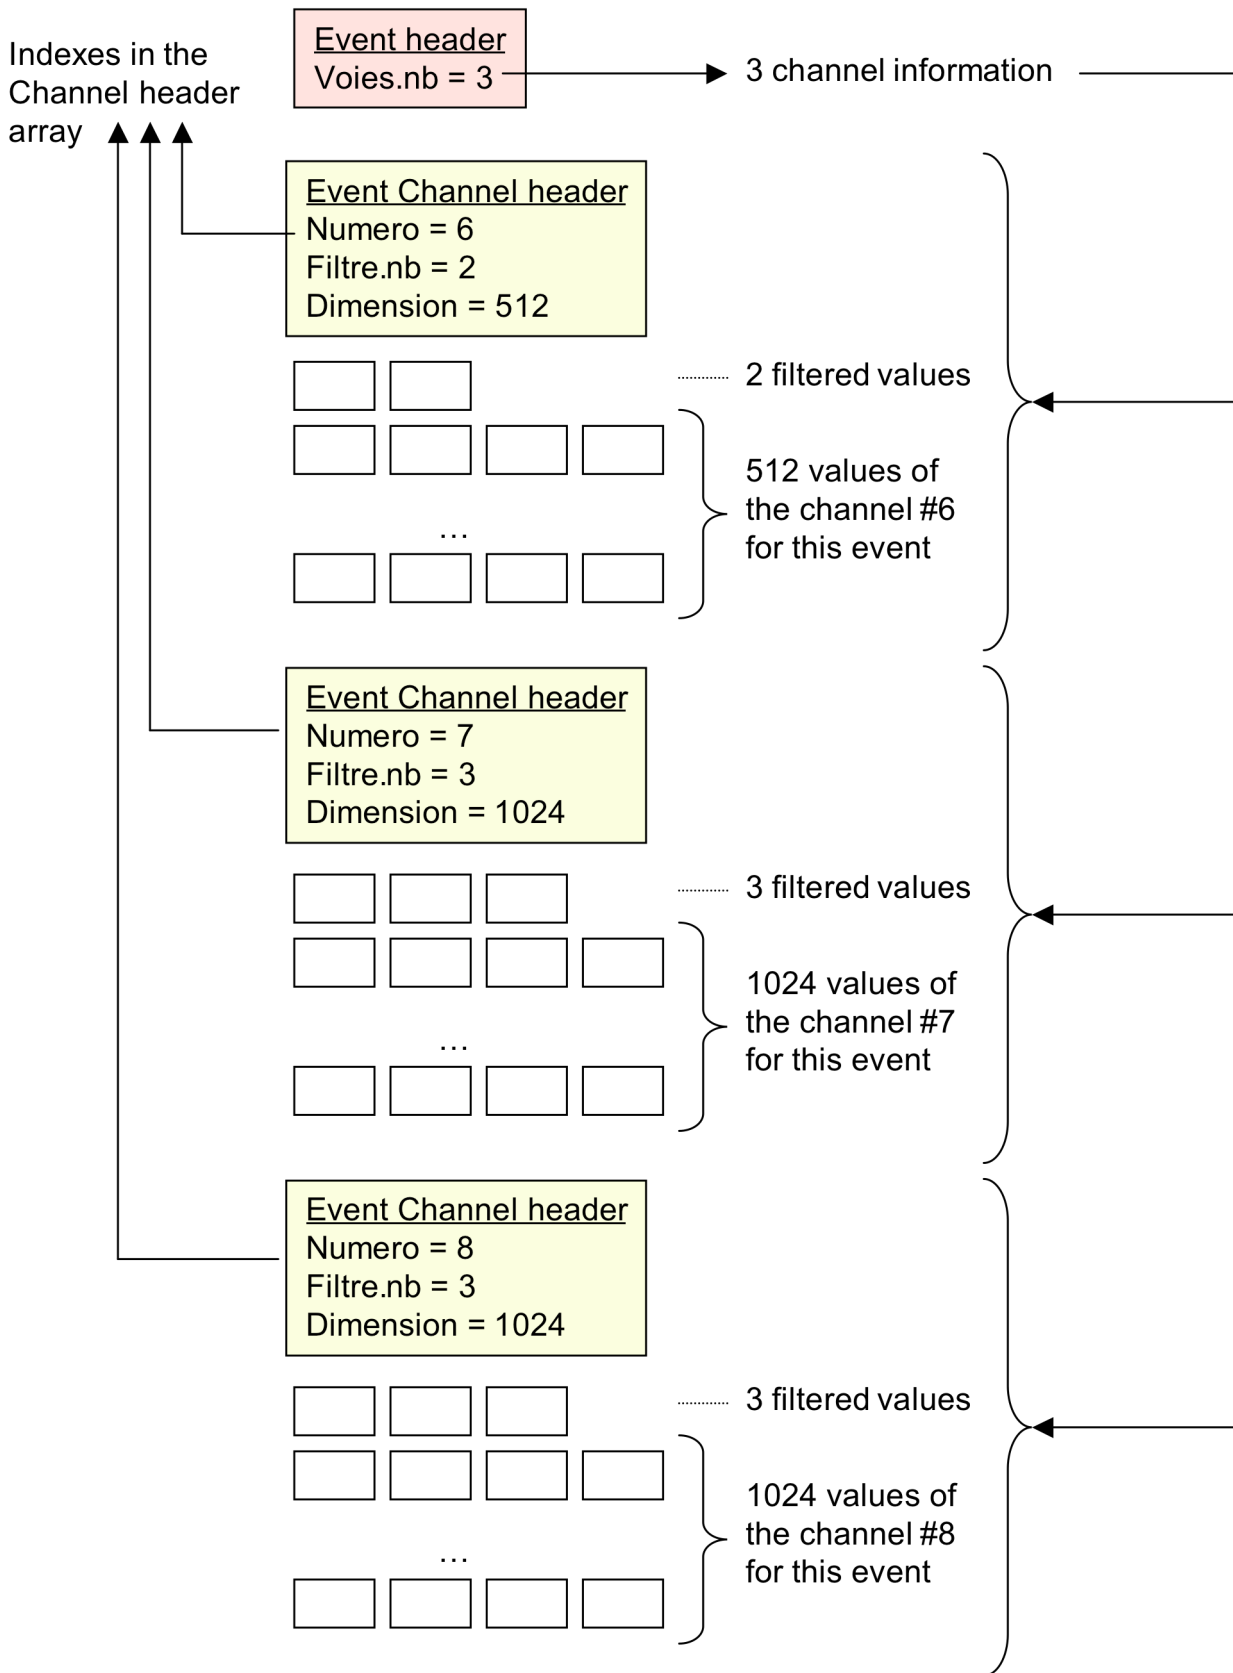 Indexes in the
Channel header
array
Event header
Voies.nb = 3
3 channel information
Event Channel header
Numero = 6
Filtre.nb = 2
Dimension = 512
2 filtered values
512 values of
the channel #6
for this event
...
Event Channel header
Numero = 7
Filtre.nb = 3
Dimension = 1024
3 filtered values
1024 values of
the channel #7
for this event
...
Event Channel header
Numero = 8
Filtre.nb = 3
Dimension = 1024
3 filtered values
1024 values of
the channel #8
for this event
...